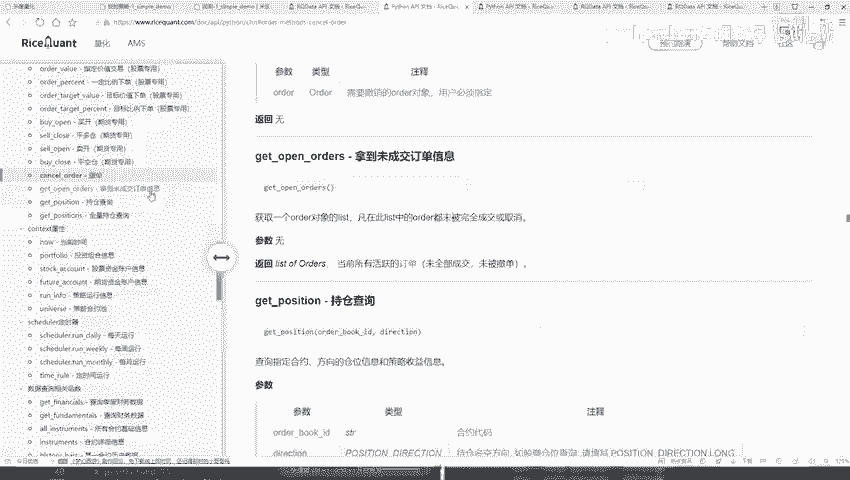 Python API 文档 - RiceQu...
RQData API 文档 - RiceQu...
https://www.ricequant.com/doc/api/python/chn#order-methods-cancel-order
RiceQuant
量化
AMS
帮助文档
社区
order_value - 指定价值交易（股票专用）
order_percent - 一定比例下单（股票专用）
order_target_value - 目标价值下单（股票专用）
order_target_percent - 目标比例下单（股票专用）
buy_open - 买开（期货专用）
sell_close - 平多仓（期货专用）
sell_open - 卖开（期货专用）
buy_close - 平空仓（期货专用）
cancel_order - 撤单
get_open_orders - 拿到未成交订单信息
get_position - 持仓查询
get_positions - 全量持仓查询
context属性
now - 当前时间
portfolio - 投资组合信息
stock_account - 股票资金账户信息
future_account - 期货资金账户信息
run_info - 策略运行信息
universe - 策略合约池
scheduler定时器
scheduler.run_daily - 每天运行
scheduler.run_weekly - 每周运行
scheduler.run_monthly - 每月运行
time_rule - 定时间运行
数据查询相关函数
get_financials - 查询季度财务数据
get_fundamentals - 查询财务数据
all_instruments - 所有合约基础信息
instruments - 合约详细信息
参数 类型 注释
order Order 需要撤销的order对象，用户必须指定
返回 无
get_open_orders - 拿到未成交订单信息
get_open_orders()
获取一个order对象的list，凡在此list中的order都未被完全成交或取消。
参数 无
返回 list of Orders， 当前所有活跃的订单（未全部成交，未被撤单）。
get_position - 持仓查询
get_position(order_book_id, direction)
查询指定合约、方向的仓位信息和策略收益信息。
参数
参数 类型 注释
order_book_id str 合约代码
direction POSITION_DIRECTION